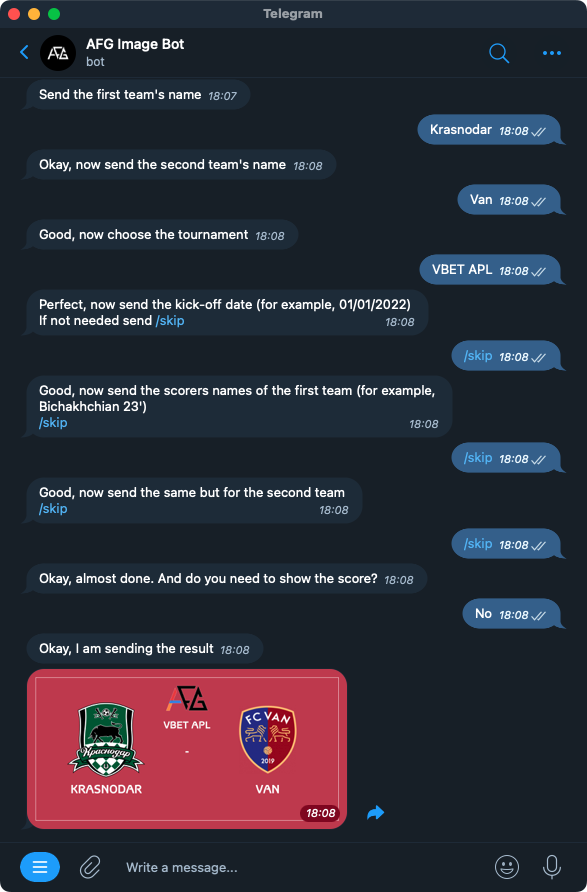 Telegram
AFG Image Bot
bot
Send the first team's name 18:07
Krasnodar 18:08
Okay, now send the second team's name 18:08
Van 18:08
Good, now choose the tournament 18:08
VBET APL 18:08
Perfect, now send the kick-off date (for example, 01/01/2022)
If not needed send /skip 18:08
/skip 18:08
Good, now send the scorers names of the first team (for example,
Bichakhchian 23')
/skip 18:08
/skip 18:08
Good, now send the same but for the second team
/skip 18:08
/skip 18:08
Okay, almost done. And do you need to show the score? 18:08
No 18:08
Okay, I am sending the result 18:08
AFG
VBET APL
-
Краснодар
KRASNODAR
FC VAN
2019
VAN
18:08
Write a message...